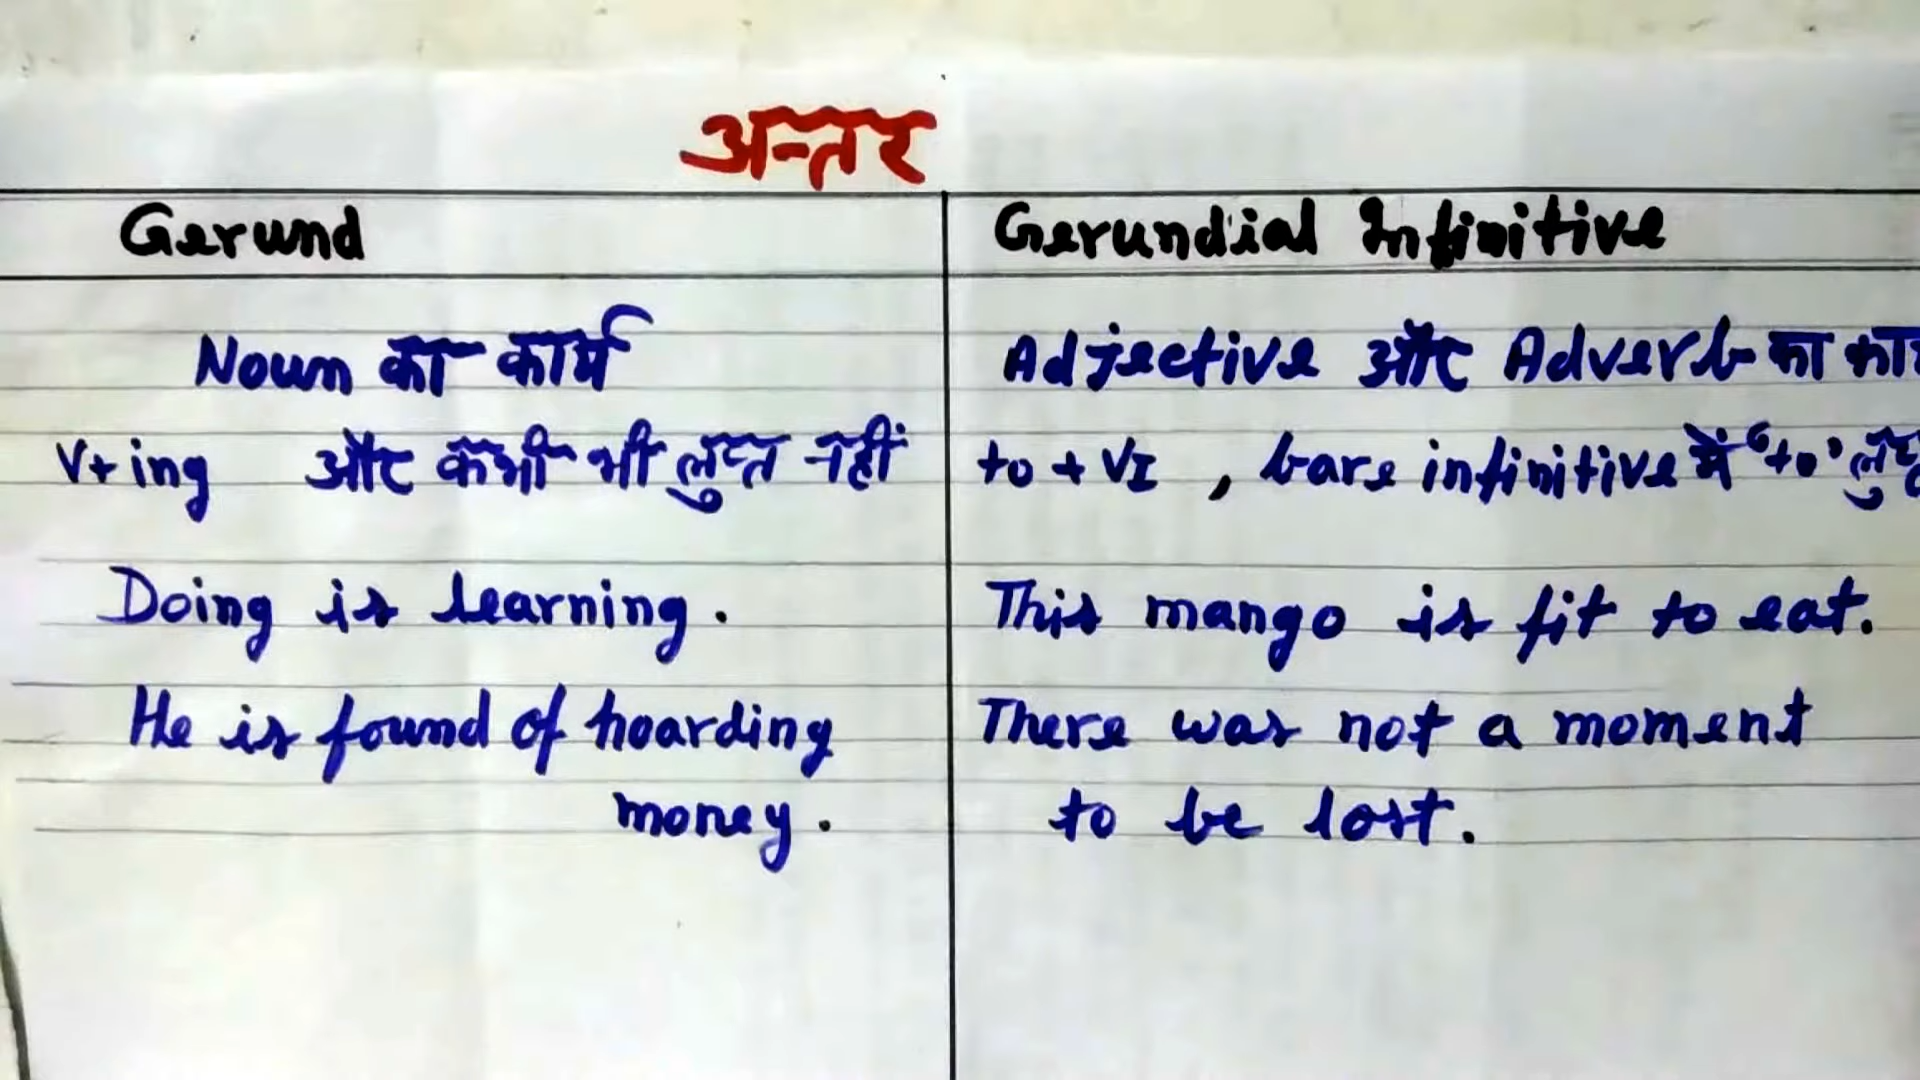 अन्तर
Gerund
Gerundial Infinitive
Noun का कार्य
Adjective और Adverb का
V+ing और कभी भी लुप्त नहीं
to + VI , bare infinitive में 'to'
Doing is learning.
This mango is fit to eat.
He is found of hoarding
There was not a moment
money.
to be lost.